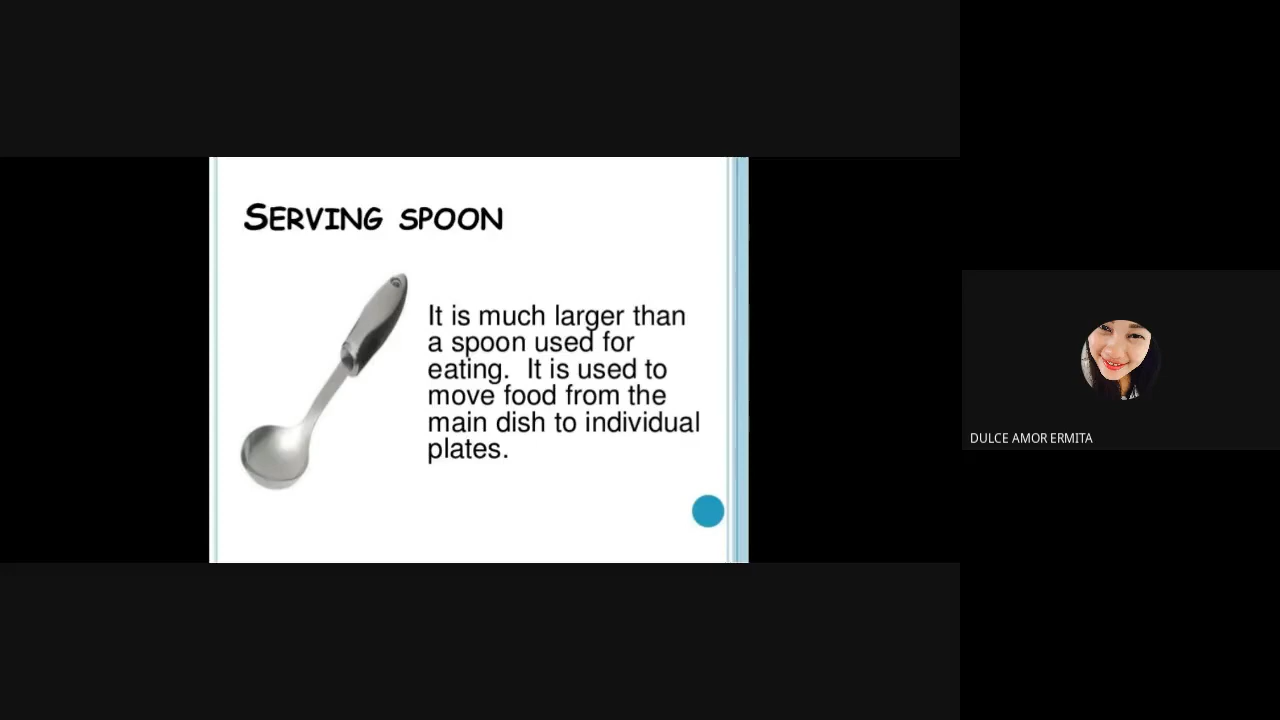 SERVING SPOON
It is much larger than
a spoon used for
eating.  It is used to
move food from the
main dish to individual
plates.
DULCE AMOR ERMITA